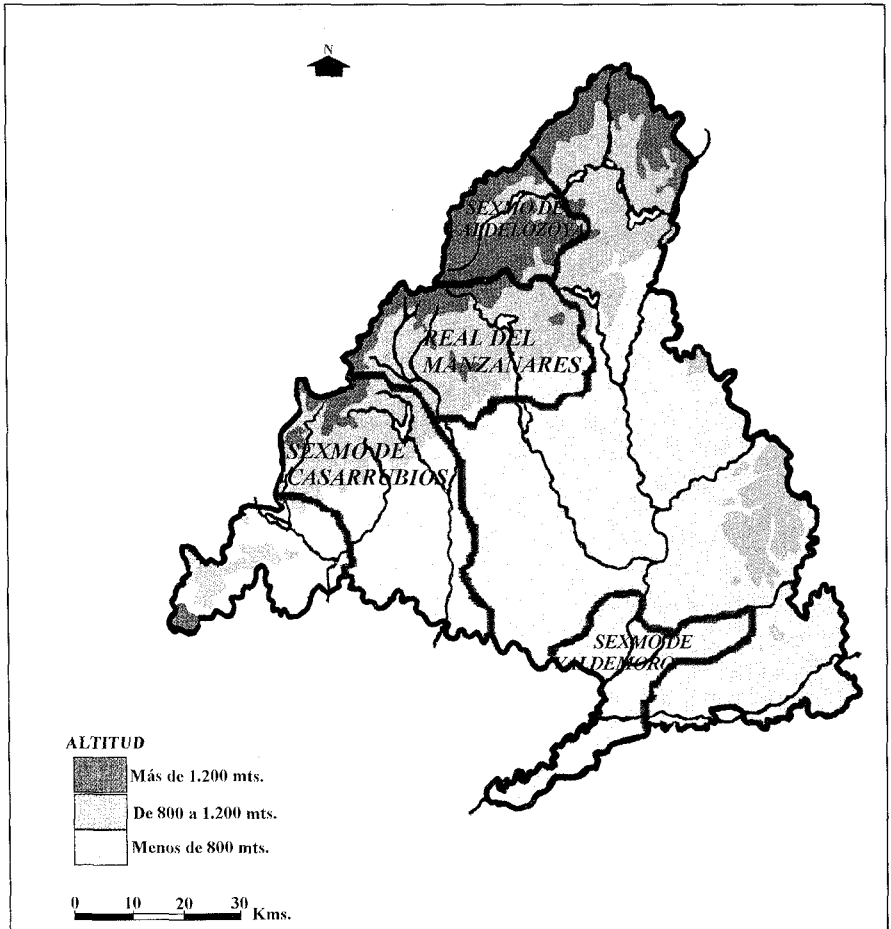 N
SEXMO DE
VALDELOZOYA
REAL DEL
MANZANARES
SEXMO DE
CASARRUBIOS
SEXMO DE
VALDEMORO
ALTITUD
Más de 1.200 mts.
De 800 a 1.200 mts.
Menos de 800 mts.
0 10 20 30 Kms.